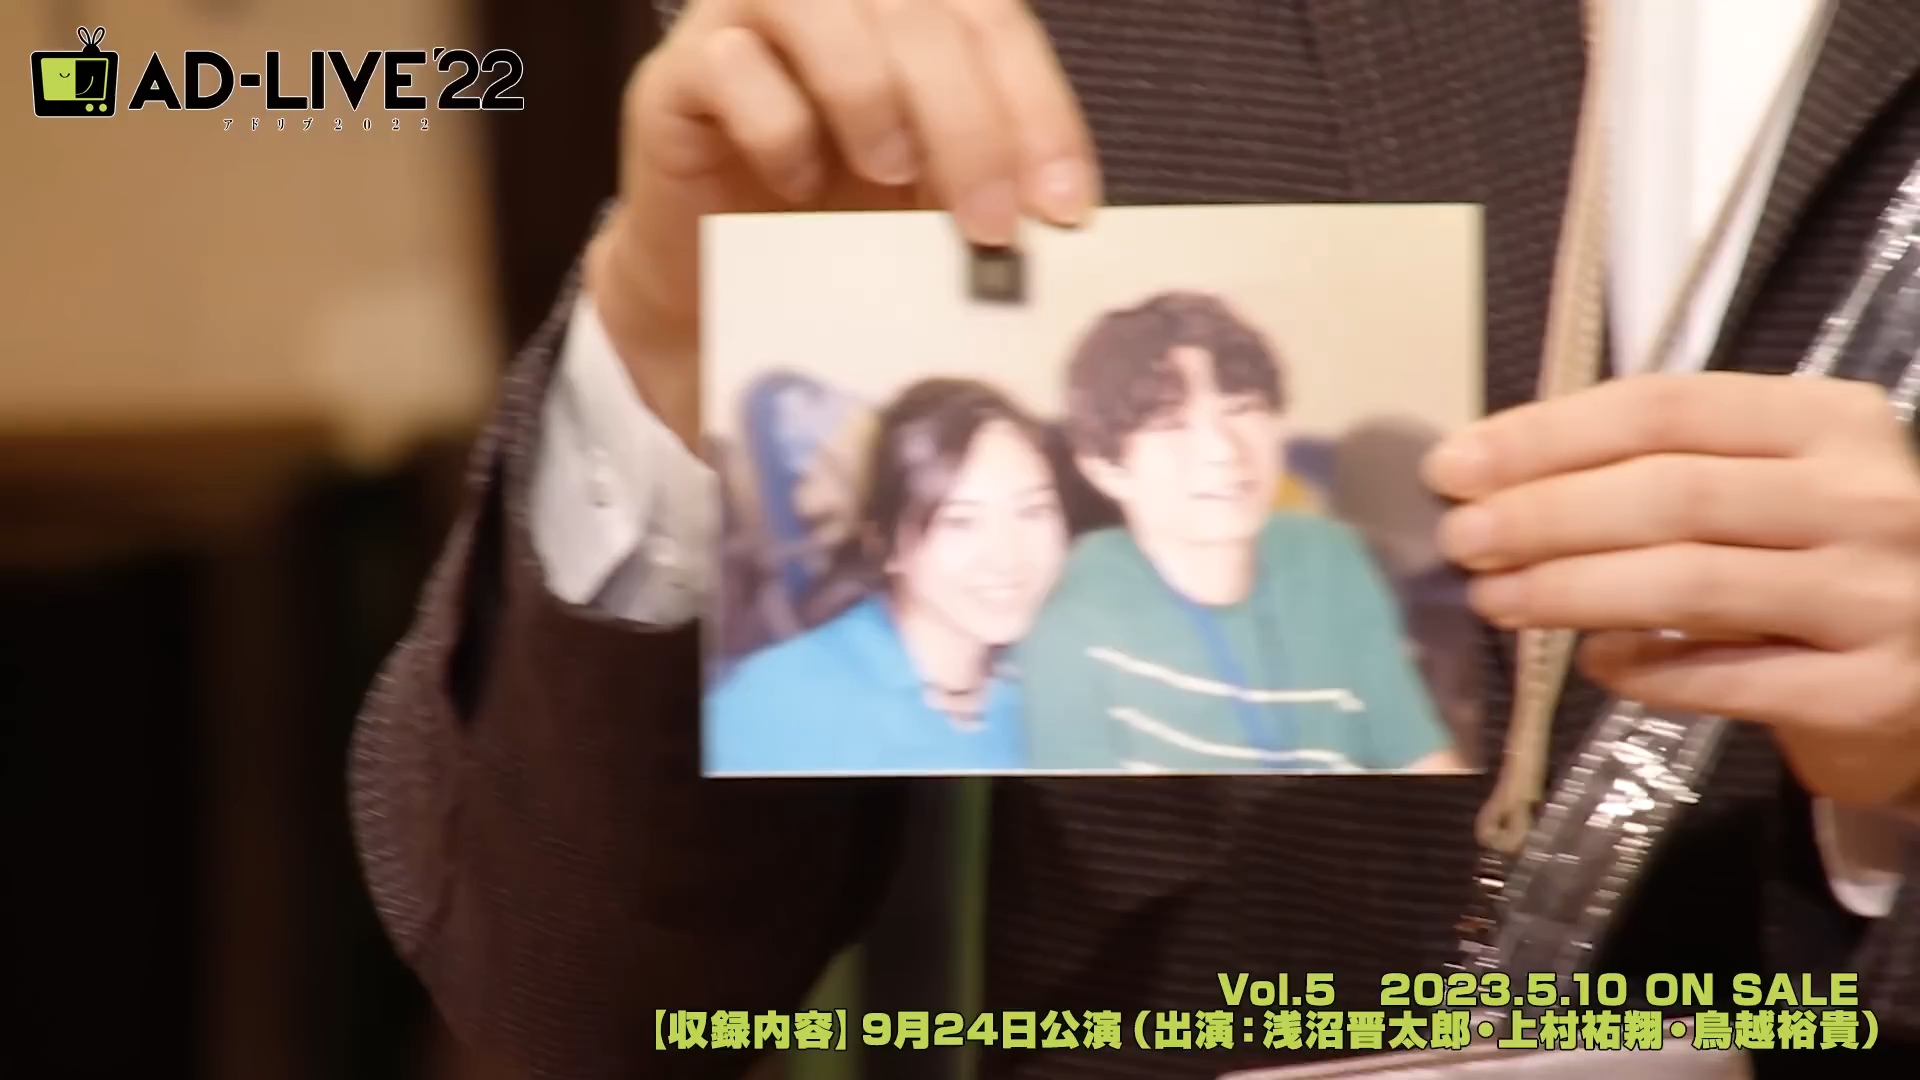 AD-LIVE'22
アドリブ2022
Vol.5 2023.5.10 ON SALE
【収録内容】9月24日公演（出演：浅沼晋太郎・上村祐翔・鳥越裕貴）